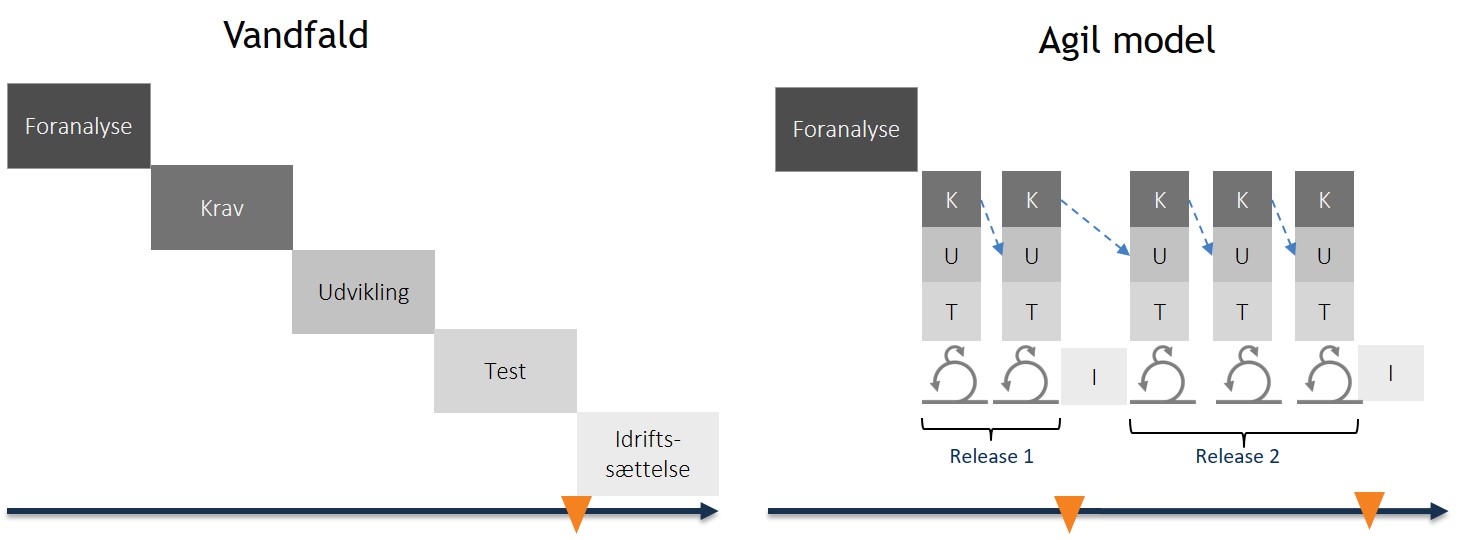 Vandfald
Foranalyse
Krav
Udvikling
Test
Idrifts-
sættelse
Agil model
Foranalyse
K K K K K
U U U U U
T T T T T
I I
Release 1 Release 2